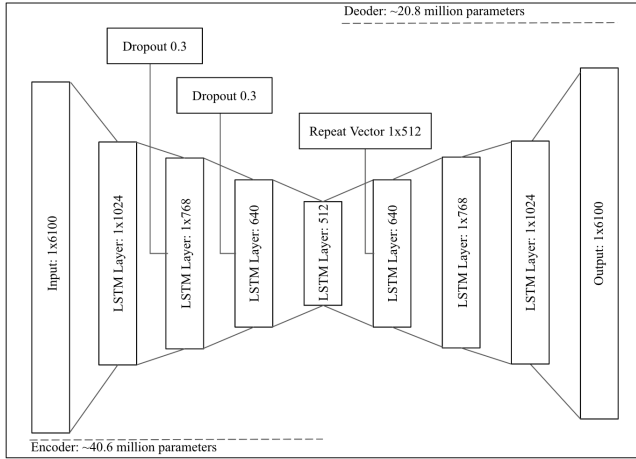 Deoder: ~20.8 million parameters
Dropout 0.3
Dropout 0.3
Repeat Vector 1x512
Input: 1x6100
LSTM Layer: 1x1024
LSTM Layer: 1x768
LSTM Layer: 640
LSTM Layer: 512
LSTM Layer: 640
LSTM Layer: 1x768
LSTM Layer: 1x1024
Output: 1x6100
Encoder: ~40.6 million parameters